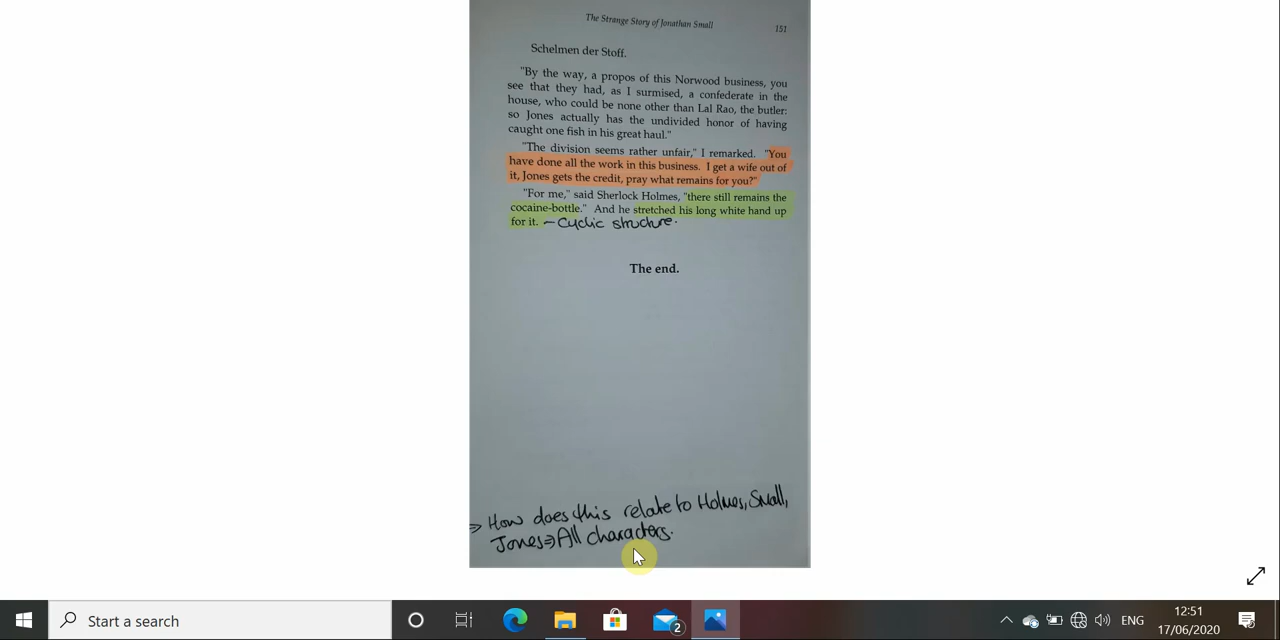 The Strange Story of Jonathan Small
151
Schelmen der Stoff.
"By the way, a propos of this Norwood business, you
see that they had, as I surmised, a confederate in the
house, who could be none other than Lal Rao, the butler:
so Jones actually has the undivided honor of having
caught one fish in his great haul."
"The division seems rather unfair," I remarked. "You
have done all the work in this business. I get a wife out of
it, Jones gets the credit, pray what remains for you?"
"For me," said Sherlock Holmes, "there still remains the
cocaine-bottle." And he stretched his long white hand up
for it. - Cyclic structure.
The end.
⇒ How does this relate to Holmes, Small,
Jones ⇒ All characters.
Start a search
2
ENG
12:51
17/06/2020